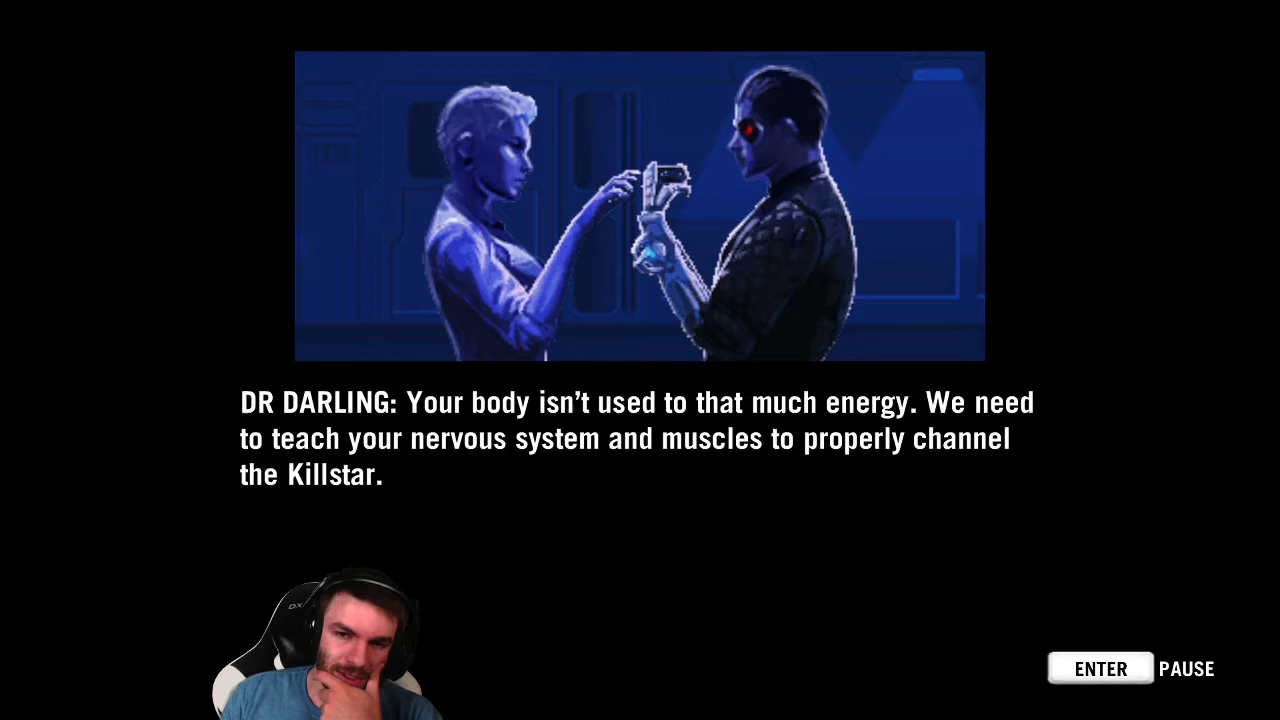 DR DARLING: Your body isn't used to that much energy. We need
to teach your nervous system and muscles to properly channel
the Killstar.
ENTER PAUSE